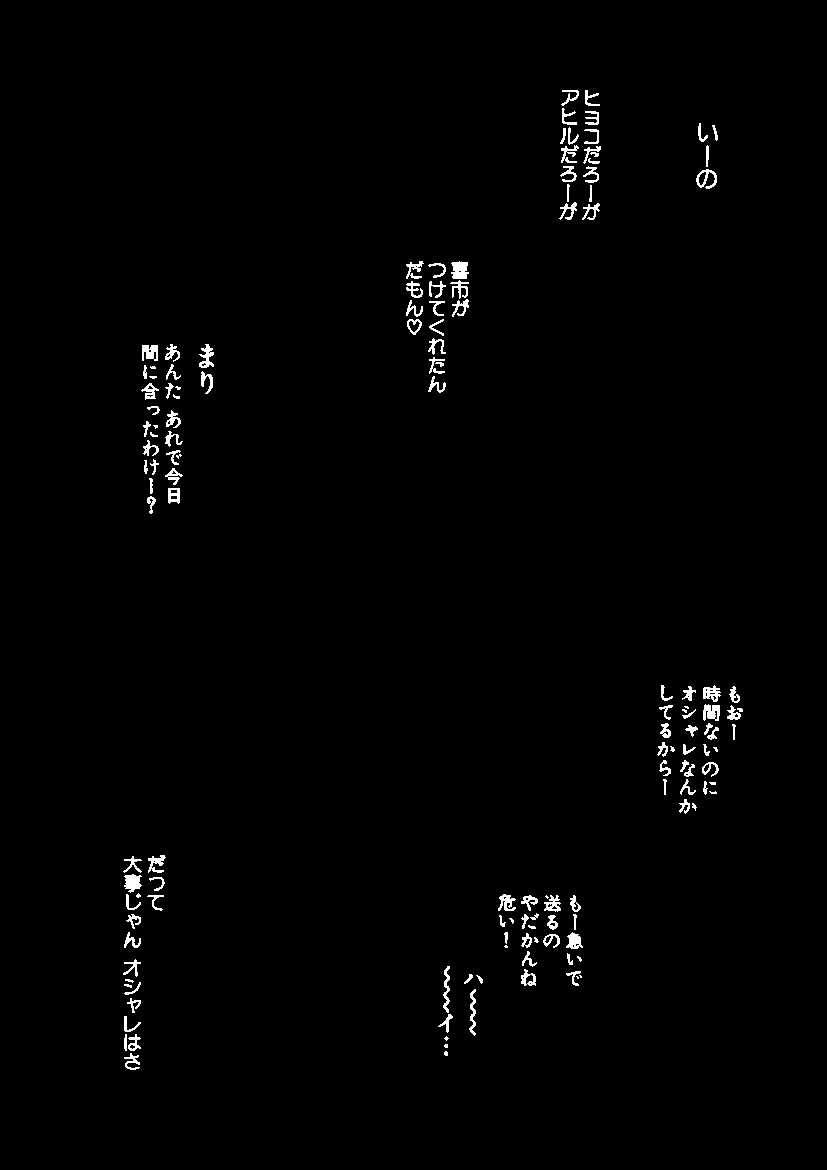 いーの
ヒヨコだろーが
アヒルだろーが
喜市が
つけてくれたん
だもん♡
まり
あんた あれで今日
間に合ったわけー?
もおー
時間ないのに
オシャレなんか
してるからー
もー急いで
送るの
やだかんね
危い!
ハ〜〜〜
〜〜〜イ…
だって
大事じゃん オシャレはさ